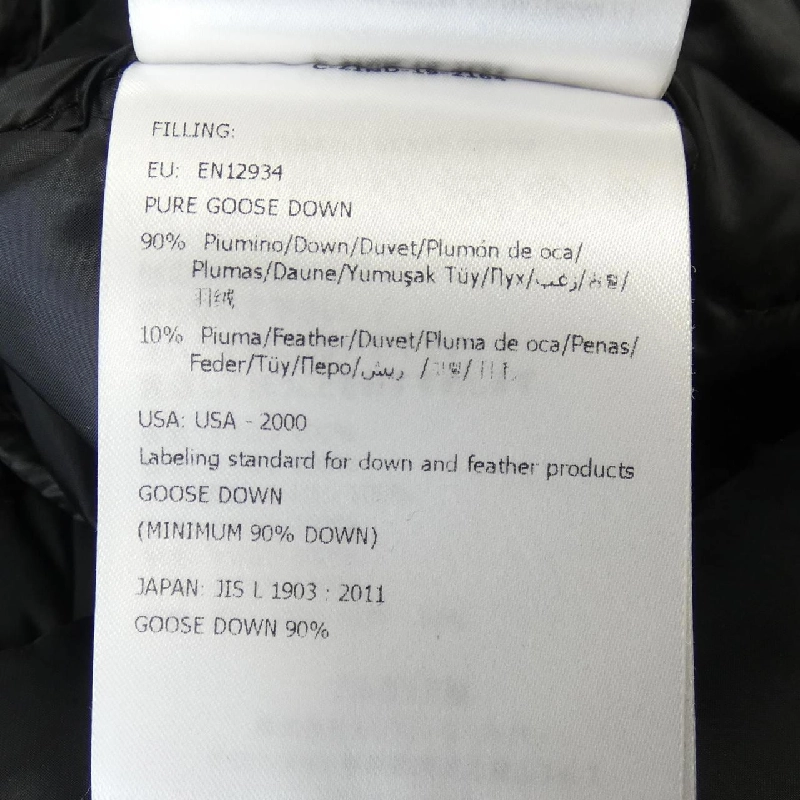 FILLING:
EU: EN12934
PURE GOOSE DOWN
90% Piumino/Down/Duvet/Plumón de oca/
Plumas/Daune/Yumuşak Tüy/Пух/زغب/
羽绒
10% Piuma/Feather/Duvet/Pluma de oca/Penas/
Feder/Tüy/Перо/ريش /
USA: USA - 2000
Labeling standard for down and feather products
GOOSE DOWN
(MINIMUM 90% DOWN)
JAPAN: JIS L 1903 : 2011
GOOSE DOWN 90%